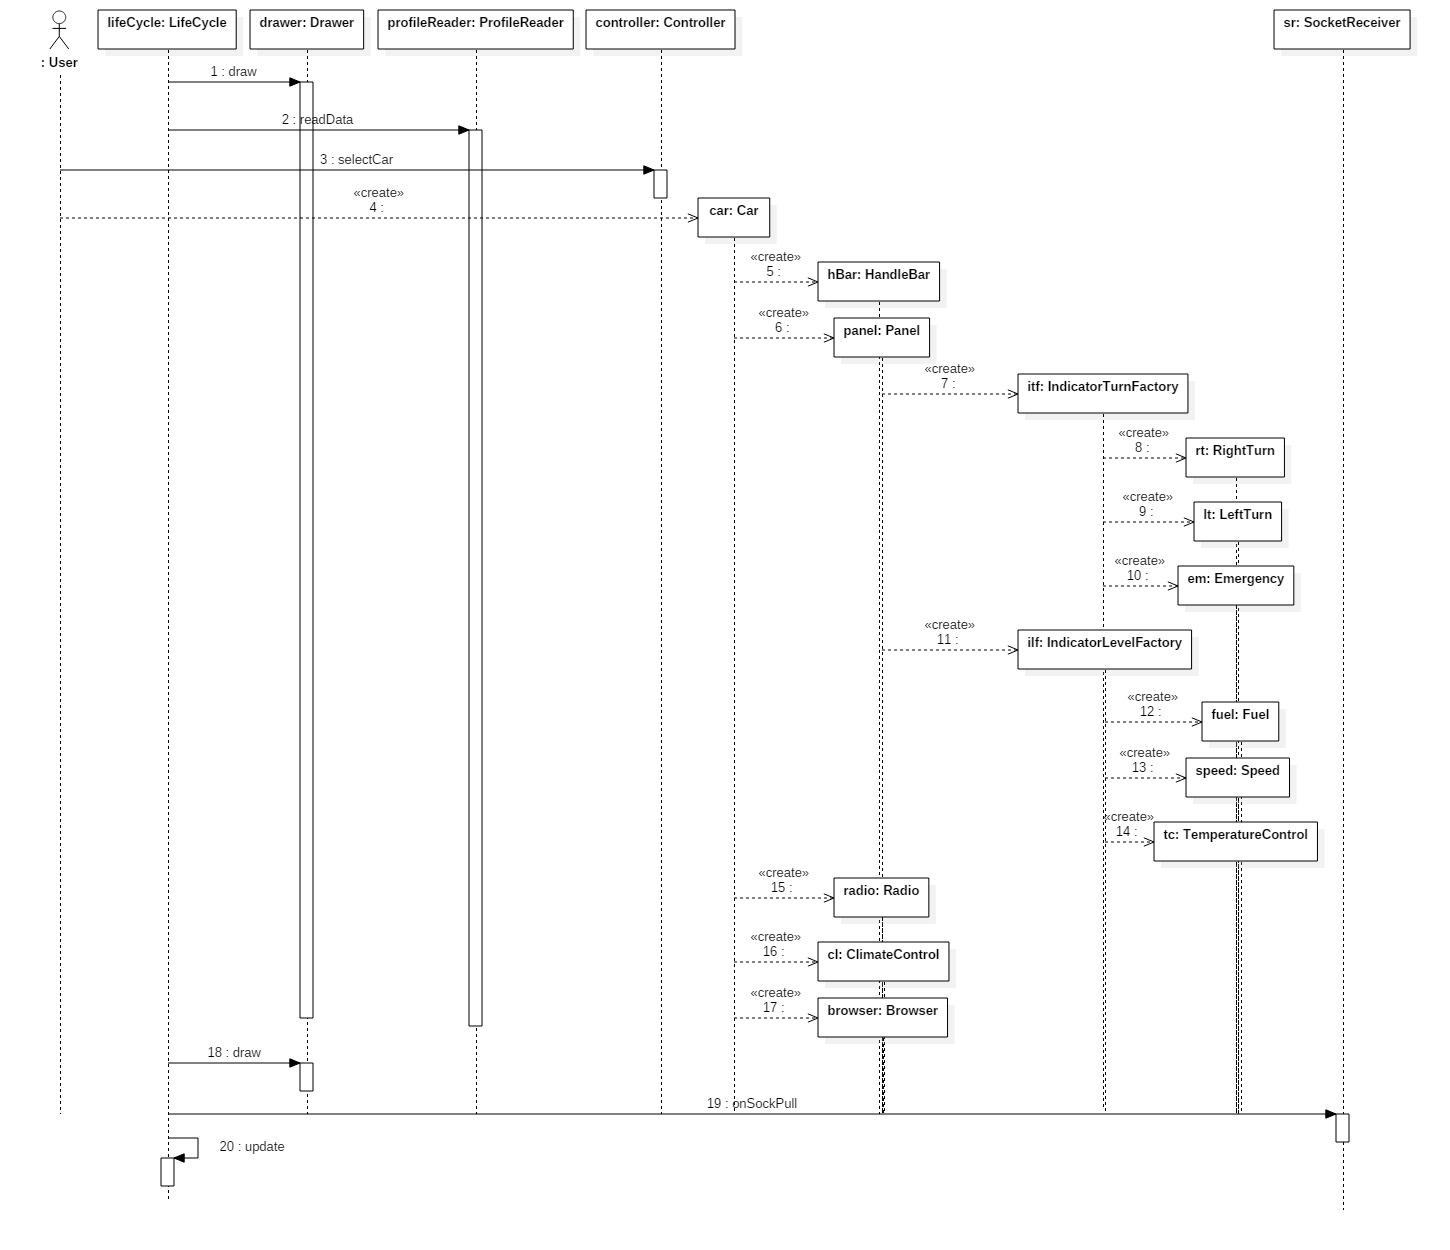 lifeCycle: LifeCycle
drawer: Drawer
profileReader: ProfileReader
controller: Controller
sr: SocketReceiver
: User
1 : draw
2 : readData
3 : selectCar
«create»
4 :
car: Car
«create»
5 :
hBar: HandleBar
«create»
6 :
panel: Panel
«create»
7 :
itf: IndicatorTurnFactory
«create»
8 :
rt: RightTurn
«create»
9 :
lt: LeftTurn
«create»
10 :
em: Emergency
«create»
11 :
ilf: IndicatorLevelFactory
«create»
12 :
fuel: Fuel
«create»
13 :
speed: Speed
«create»
14 :
tc: TemperatureControl
«create»
15 :
radio: Radio
«create»
16 :
cl: ClimateControl
«create»
17 :
browser: Browser
18 : draw
19 : onSockPull
20 : update